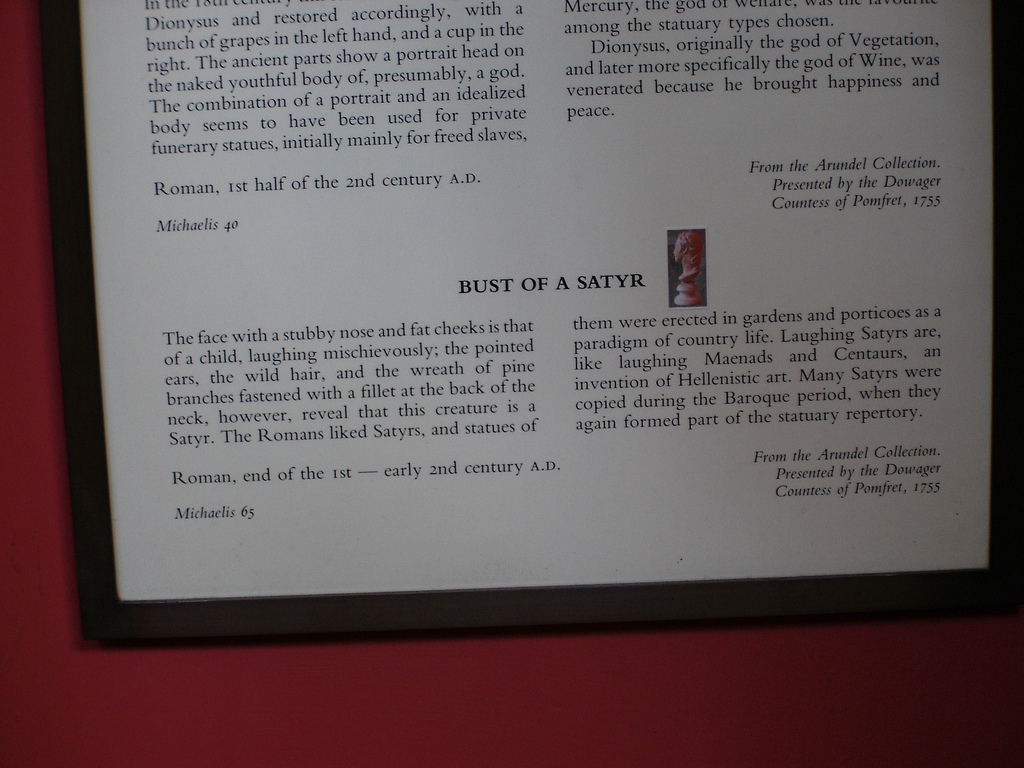 In the 18th century
Dionysus and restored accordingly, with a
bunch of grapes in the left hand, and a cup in the
right. The ancient parts show a portrait head on
the naked youthful body of, presumably, a god.
The combination of a portrait and an idealized
body seems to have been used for private
funerary statues, initially mainly for freed slaves,
Mercury, the god of welfare, was the favourite
among the statuary types chosen.
Dionysus, originally the god of Vegetation,
and later more specifically the god of Wine, was
venerated because he brought happiness and
peace.
Roman, 1st half of the 2nd century A.D.
Michaelis 40
From the Arundel Collection.
Presented by the Dowager
Countess of Pomfret, 1755
BUST OF A SATYR
The face with a stubby nose and fat cheeks is that
of a child, laughing mischievously; the pointed
ears, the wild hair, and the wreath of pine
branches fastened with a fillet at the back of the
neck, however, reveal that this creature is a
Satyr. The Romans liked Satyrs, and statues of
them were erected in gardens and porticoes as a
paradigm of country life. Laughing Satyrs are,
like laughing Maenads and Centaurs, an
invention of Hellenistic art. Many Satyrs were
copied during the Baroque period, when they
again formed part of the statuary repertory.
Roman, end of the 1st — early 2nd century A.D.
Michaelis 65
From the Arundel Collection.
Presented by the Dowager
Countess of Pomfret, 1755